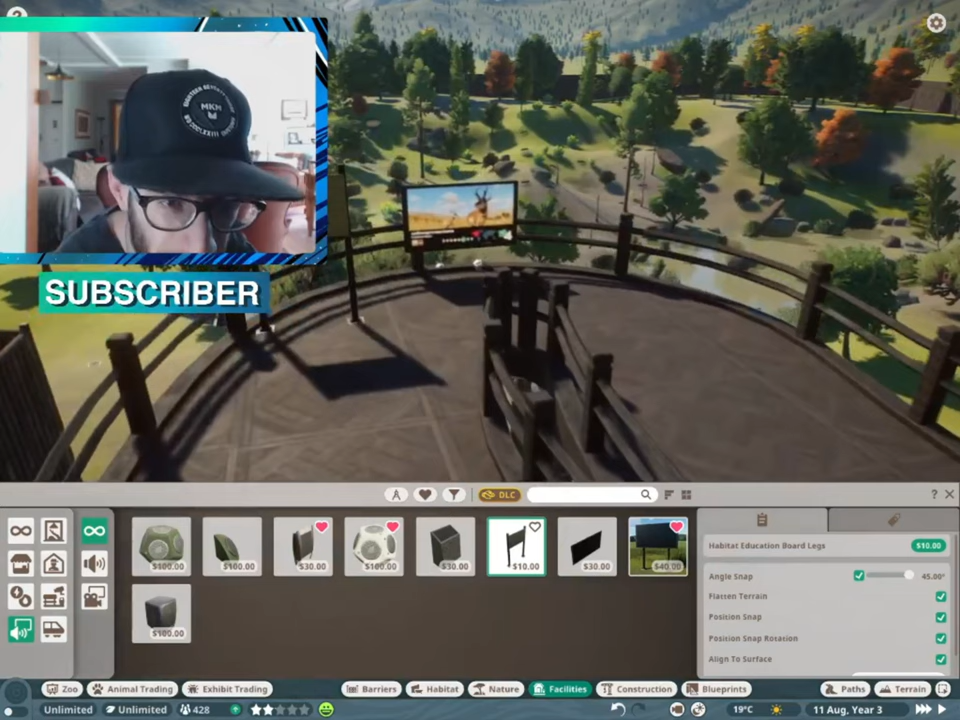 MKM
SUBSCRIBER
DLC
? X
$100.00
$100.00
$30.00
$100.00
$30.00
$10.00
$30.00
$40.00
$100.00
Habitat Education Board Legs $10.00
Angle Snap 45.00°
Flatten Terrain
Position Snap
Position Snap Rotation
Align To Surface
Zoo Animal Trading Exhibit Trading Barriers Habitat Nature Facilities Construction Blueprints Paths Terrain
Unlimited Unlimited 428 19°C 11 Aug, Year 3